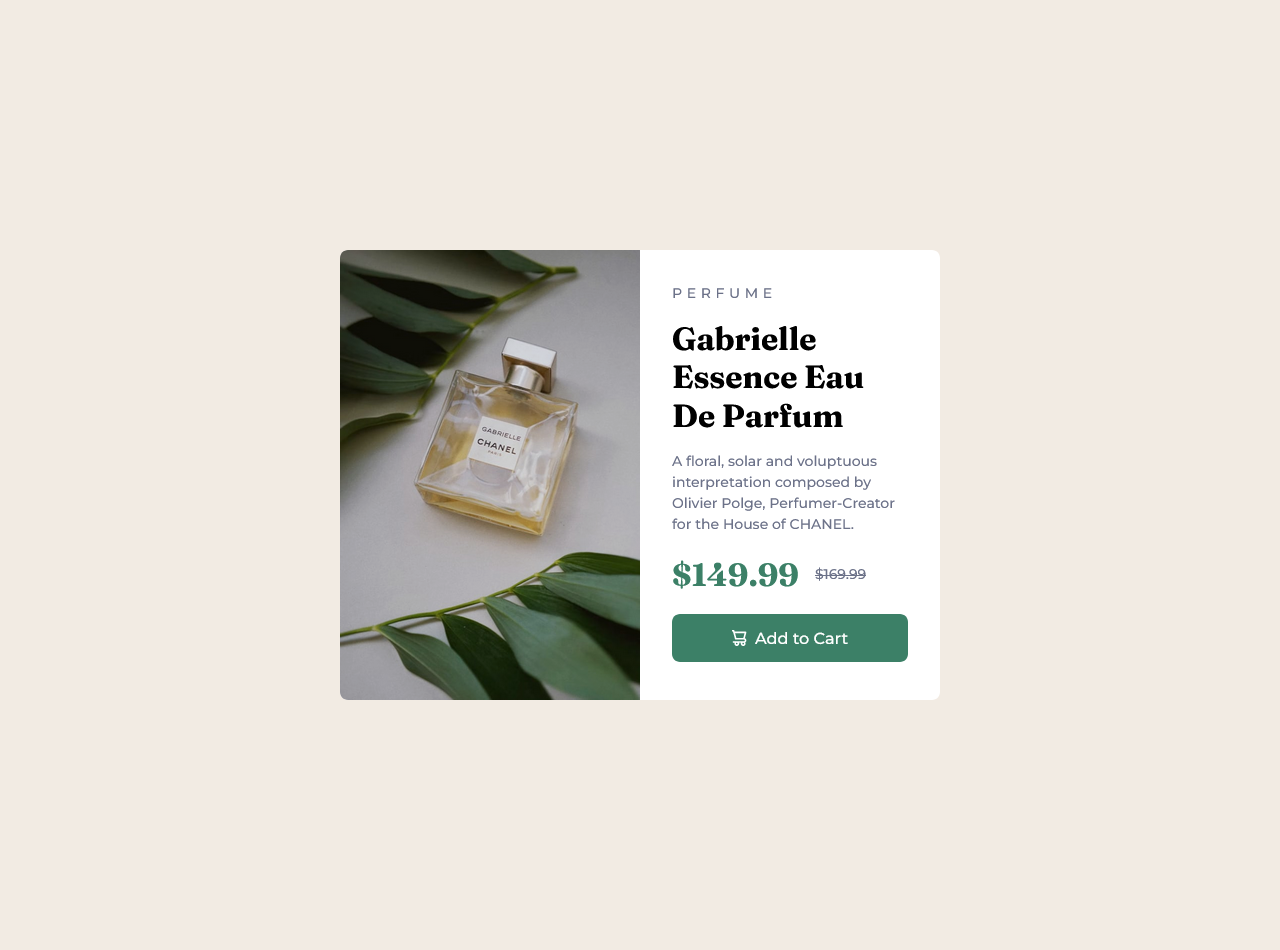 GABRIELLE
CHANEL
PARIS
PERFUME
Gabrielle
Essence Eau
De Parfum
A floral, solar and voluptuous
interpretation composed by
Olivier Polge, Perfumer-Creator
for the House of CHANEL.
$149.99 $169.99
Add to Cart